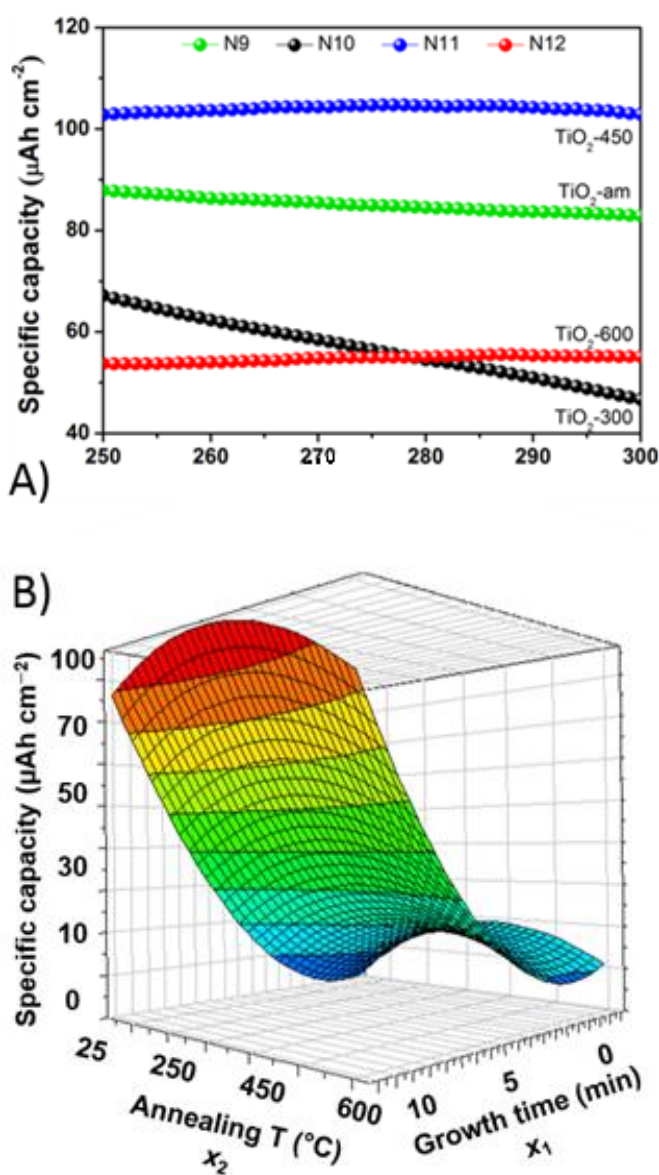 N9 N10 N11 N12
120
100
80
60
40
Specific capacity (μAh cm⁻²)
TiO₂-450
TiO₂-am
TiO₂-600
TiO₂-300
250 260 270 280 290 300
A)
B)
100
70
50
30
10
0
Specific capacity (μAh cm⁻²)
25 250 450 600
Annealing T (°C)
x₂
10 5 0
Growth time (min)
x₁